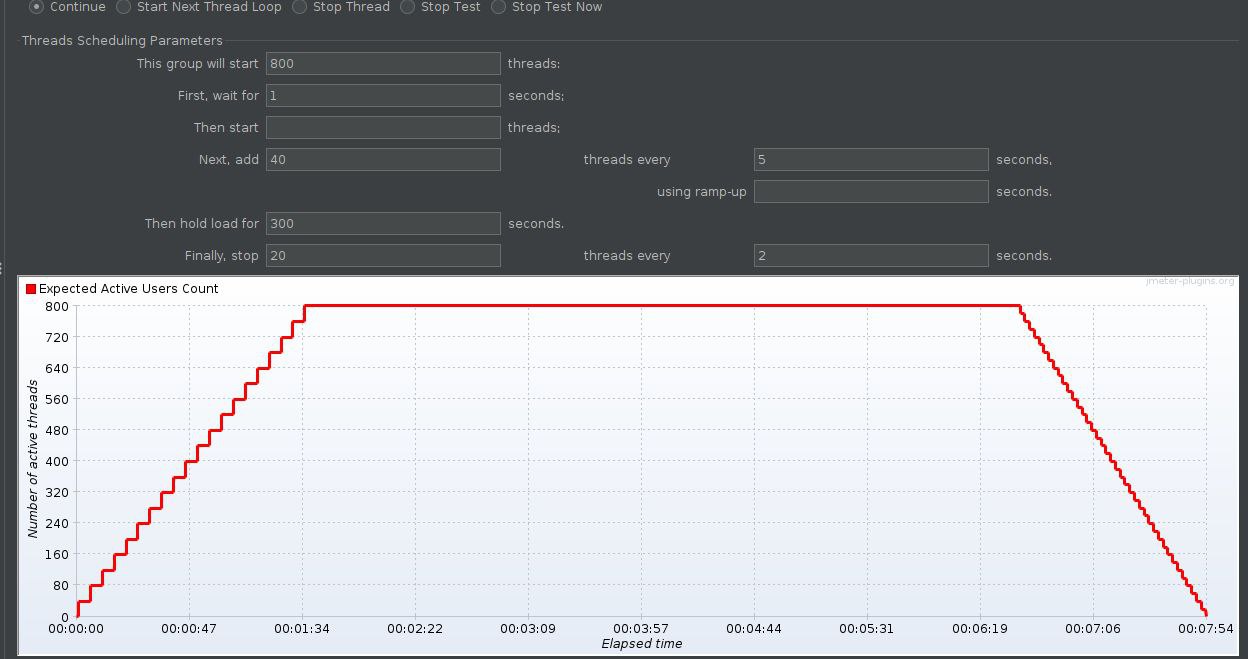 Continue Start Next Thread Loop Stop Thread Stop Test Stop Test Now
Threads Scheduling Parameters
This group will start 800 threads:
First, wait for 1 seconds;
Then start threads;
Next, add 40 threads every 5 seconds,
using ramp-up seconds.
Then hold load for 300 seconds.
Finally, stop 20 threads every 2 seconds.
jmeter-plugins.org
Expected Active Users Count
Number of active threads
800
720
640
560
480
400
320
240
160
80
0
00:00:00 00:00:47 00:01:34 00:02:22 00:03:09 00:03:57 00:04:44 00:05:31 00:06:19 00:07:06 00:07:54
Elapsed time